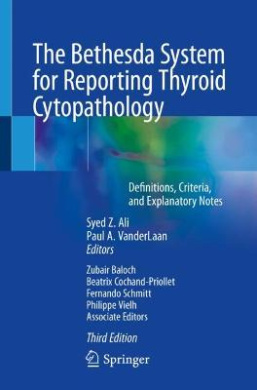 The Bethesda System
for Reporting Thyroid
Cytopathology
Definitions, Criteria,
and Explanatory Notes
Syed Z. Ali
Paul A. VanderLaan
Editors
Zubair Baloch
Beatrix Cochand-Priollet
Fernando Schmitt
Philippe Vielh
Associate Editors
Third Edition
Springer